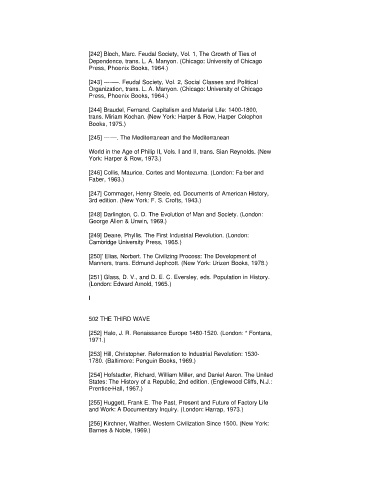 [242] Bloch, Marc. Feudal Society, Vol. 1, The Growth of Ties of
Dependence, trans. L. A. Manyon. (Chicago: University of Chicago
Press, Phoenix Books, 1964.)
[243] -------. Feudal Society, Vol. 2, Social Classes and Political
Organization, trans. L. A. Manyon. (Chicago: University of Chicago
Press, Phoenix Books, 1964.)
[244] Braudel, Fernand. Capitalism and Material Life: 1400-1800,
trans. Miriam Kochan. (New York: Harper & Row, Harper Colophon
Books, 1975.)
[245] ------. The Mediterranean and the Mediterranean
World in the Age of Philip II, Vols. I and II, trans. Sian Reynolds. (New
York: Harper & Row, 1973.)
[246] Collis, Maurice. Cortes and Montezuma. (London: Fa·ber and
Faber, 1963.)
[247] Commager, Henry Steele, ed. Documents of American History,
3rd edition. (New York: F. S. Crofts, 1943.)
[248] Darlington, C. D. The Evolution of Man and Society. (London:
George Allen & Unwin, 1969.)
[249] Deane, Phyllis. The First Industrial Revolution. (London:
Cambridge University Press, 1965.)
[250]' Elias, Norbert. The Civilizing Process: The Development of
Manners, trans. Edmund Jephcott. (New York: Urizen Books, 1978.)
[251] Glass, D. V., and D. E. C. Eversley, eds. Population in History.
(London: Edward Arnold, 1965.)
I
502 THE THIRD WAVE
[252] Hale, J. R. Renaissance Europe 1480-1520. (London: " Fontana,
1971.)
[253] Hill, Christopher. Reformation to Industrial Revolution: 1530-
1780. (Baltimore: Penguin Books, 1969.)
[254] Hofstadter, Richard, William Miller, and Daniel Aaron. The United
States: The History of a Republic, 2nd edition. (Englewood Cliffs, N.J.:
Prentice-Hall, 1967.)
[255] Huggett, Frank E. The Past, Present and Future of Factory Life
and Work: A Documentary Inquiry. (London: Harrap, 1973.)
[256] Kirchner, Walther. Western Civilization Since 1500. (New York:
Barnes & Noble, 1969.)